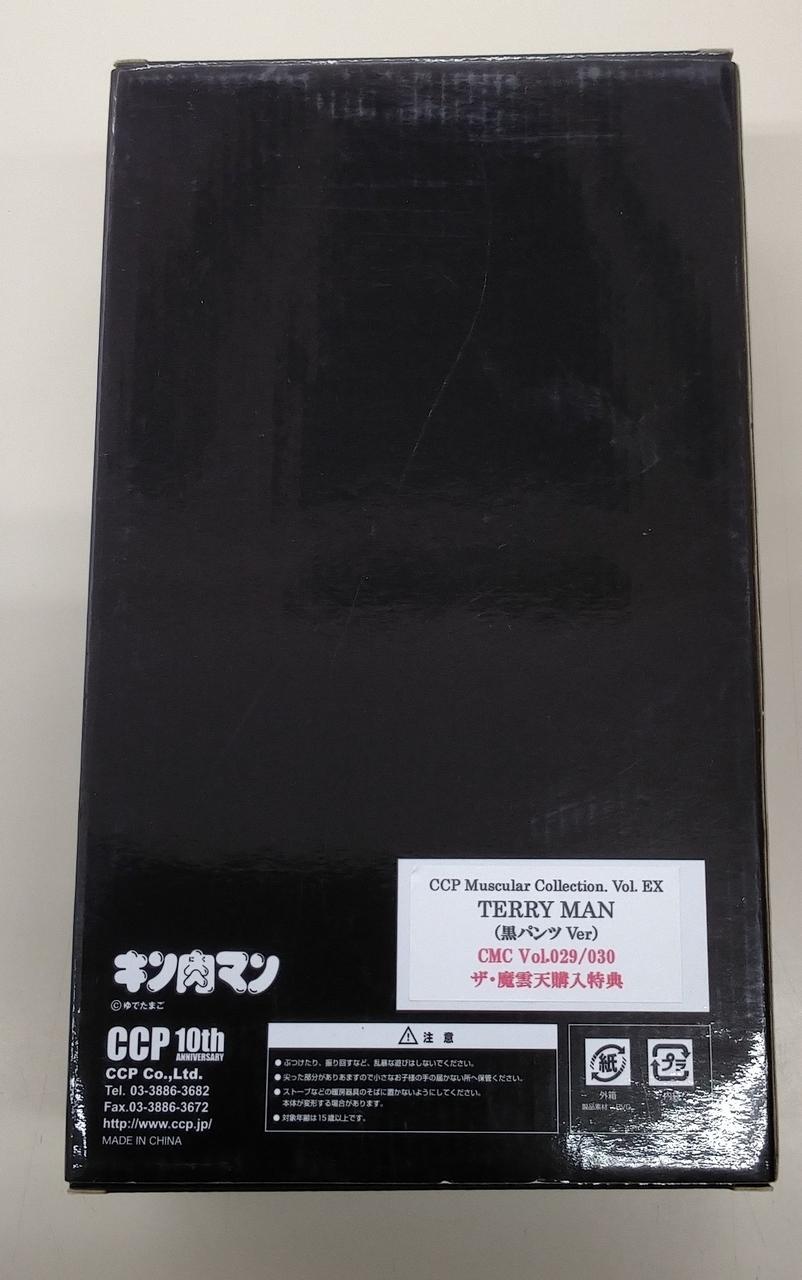 CCP Muscular Collection. Vol. EX
TERRY MAN
(黒パンツ Ver)
CMC Vol.029/030
ザ・魔雲天購入特典
キン肉マン
©ゆでたまご
CCP 10th
ANNIVERSARY
CCP Co.,Ltd.
Tel. 03-3886-3682
Fax.03-3886-3672
http://www.ccp.jp/
MADE IN CHINA
注 意
●ぶつけたり、振り回すなど、乱暴な遊びはしないでください。
●尖った部分がありあますので小さなお子様の手の届かない所へ保管ください。
●ストーブなどの暖房器具のそばに置かないようにしてください。
本体が変形する場合があります。
●対象年齢は15歳以上です。
紙
外箱
プラ
製品素材